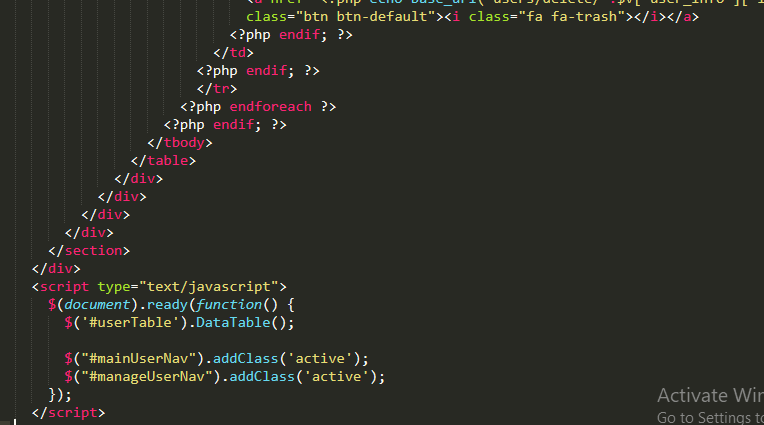 class="btn btn-default"><i class="fa fa-trash"></i></a>
<?php endif; ?>
</td>
<?php endif; ?>
</tr>
<?php endforeach ?>
<?php endif; ?>
</tbody>
</table>
</div>
</div>
</div>
</div>
</section>
</div>
<script type="text/javascript">
$(document).ready(function() {
$('#userTable').DataTable();
$("#mainUserNav").addClass('active');
$("#manageUserNav").addClass('active');
});
</script>
Activate Win
Go to Settings to